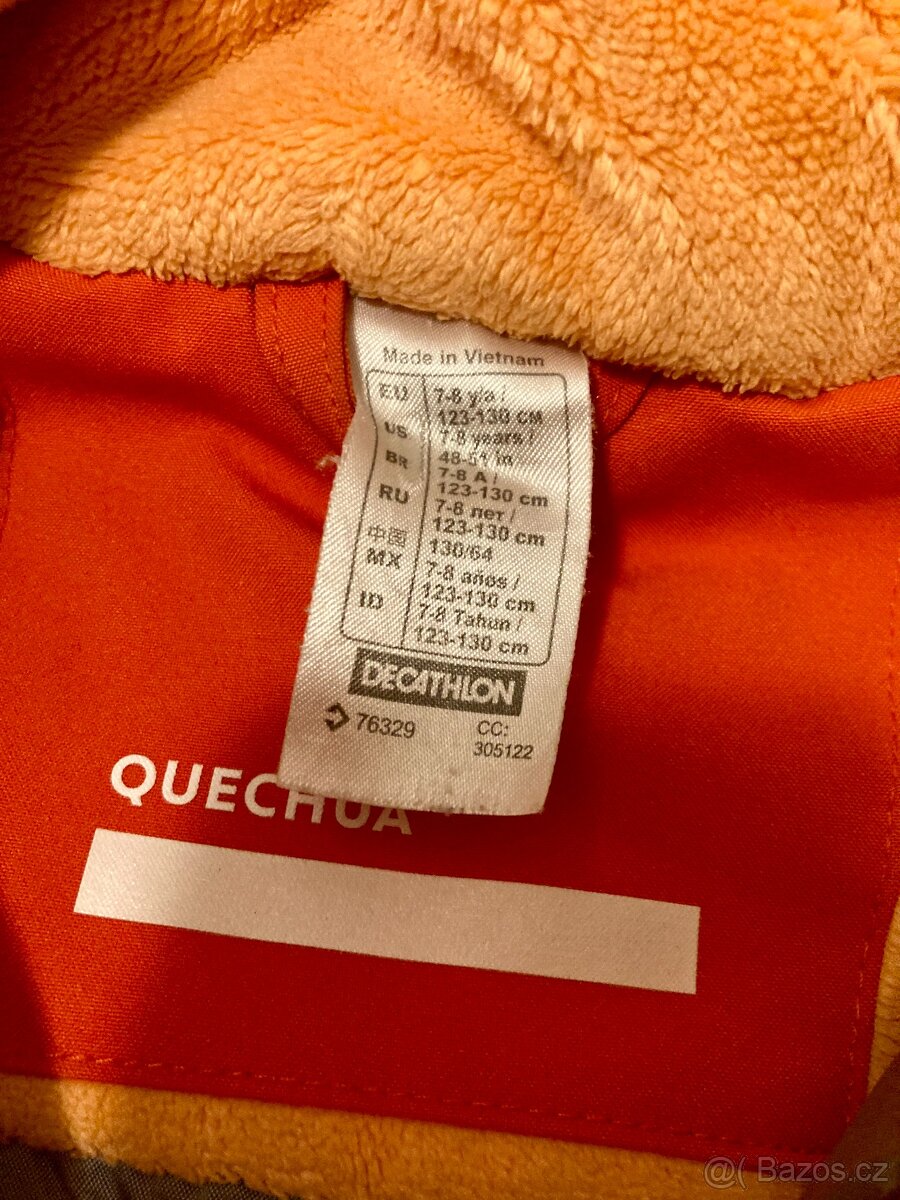 Made in Vietnam
EU 7-8 y/a /
123-130 CM
US 7-8 years /
48-51 in
BR 7-8 A /
123-130 cm
RU 7-8 лет /
123-130 cm
中国 130/64
MX 7-8 años /
123-130 cm
ID 7-8 Tahun /
123-130 cm
DECATHLON
76329 CC:
305122
QUECHUA
@( Bazos.cz